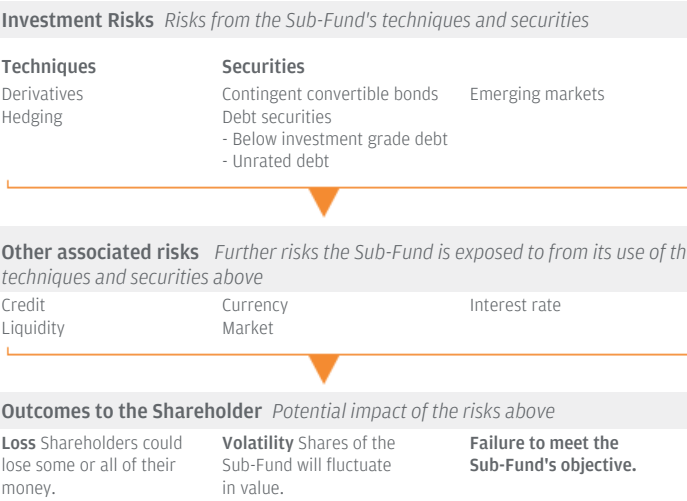 Investment Risks Risks from the Sub-Fund's techniques and securities
Techniques
Derivatives
Hedging
Securities
Contingent convertible bonds
Debt securities
- Below investment grade debt
- Unrated debt
Emerging markets
Other associated risks Further risks the Sub-Fund is exposed to from its use of th
techniques and securities above
Credit
Liquidity
Currency
Market
Interest rate
Outcomes to the Shareholder Potential impact of the risks above
Loss Shareholders could
lose some or all of their
money.
Volatility Shares of the
Sub-Fund will fluctuate
in value.
Failure to meet the
Sub-Fund's objective.